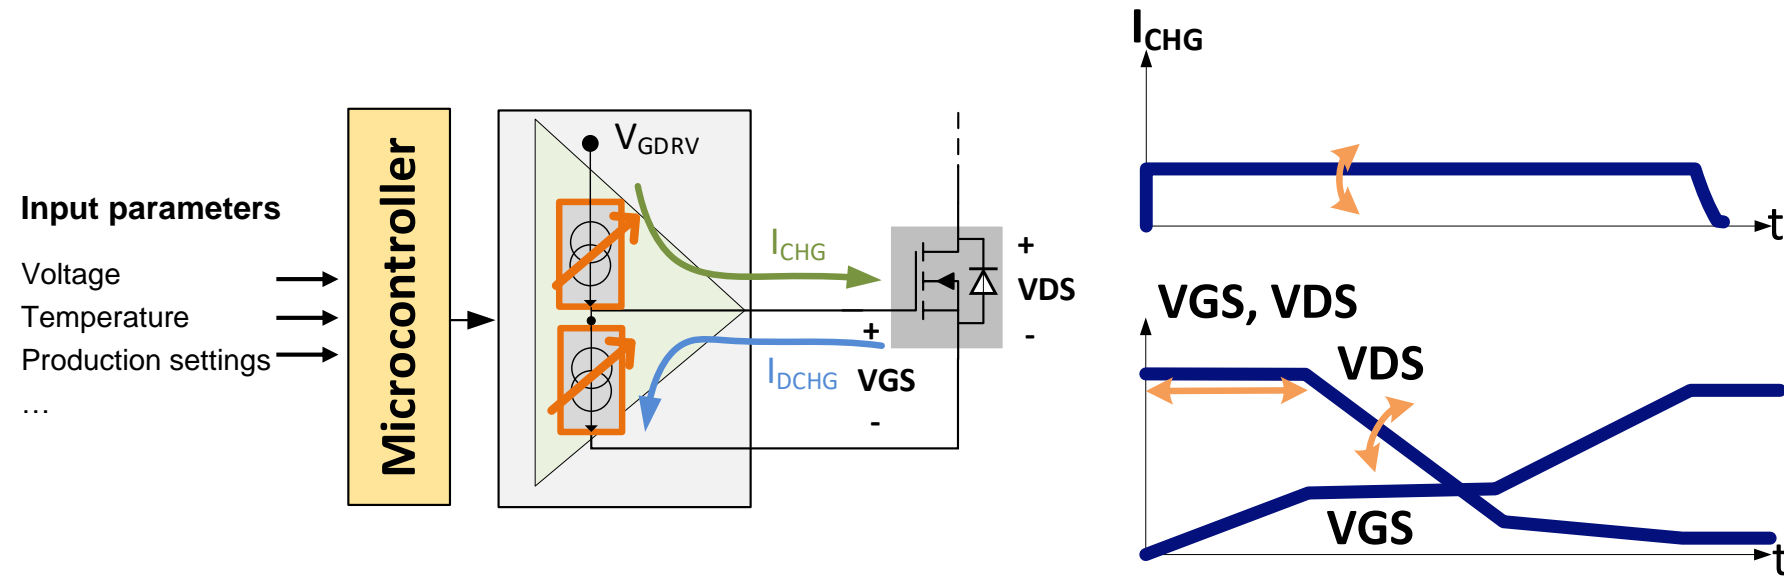 Input parameters
Voltage
Temperature
Production settings
…
Microcontroller
VGDRV
ICHG
IDCHG
+
VGS
-
+
VDS
-
ICHG
t
VGS, VDS
VDS
VGS
t